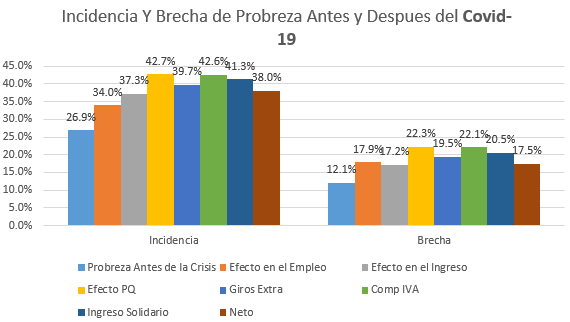 Incidencia Y Brecha de Probreza Antes y Despues del Covid-
19
45.0%
40.0%
35.0%
30.0%
25.0%
20.0%
15.0%
10.0%
5.0%
0.0%
26.9%
34.0%
37.3%
42.7%
39.7%
42.6%
41.3%
38.0%
12.1%
17.9%
17.2%
22.3%
19.5%
22.1%
20.5%
17.5%
Incidencia
Brecha
Probreza Antes de la Crisis
Efecto en el Empleo
Efecto en el Ingreso
Efecto PQ
Giros Extra
Comp IVA
Ingreso Solidario
Neto